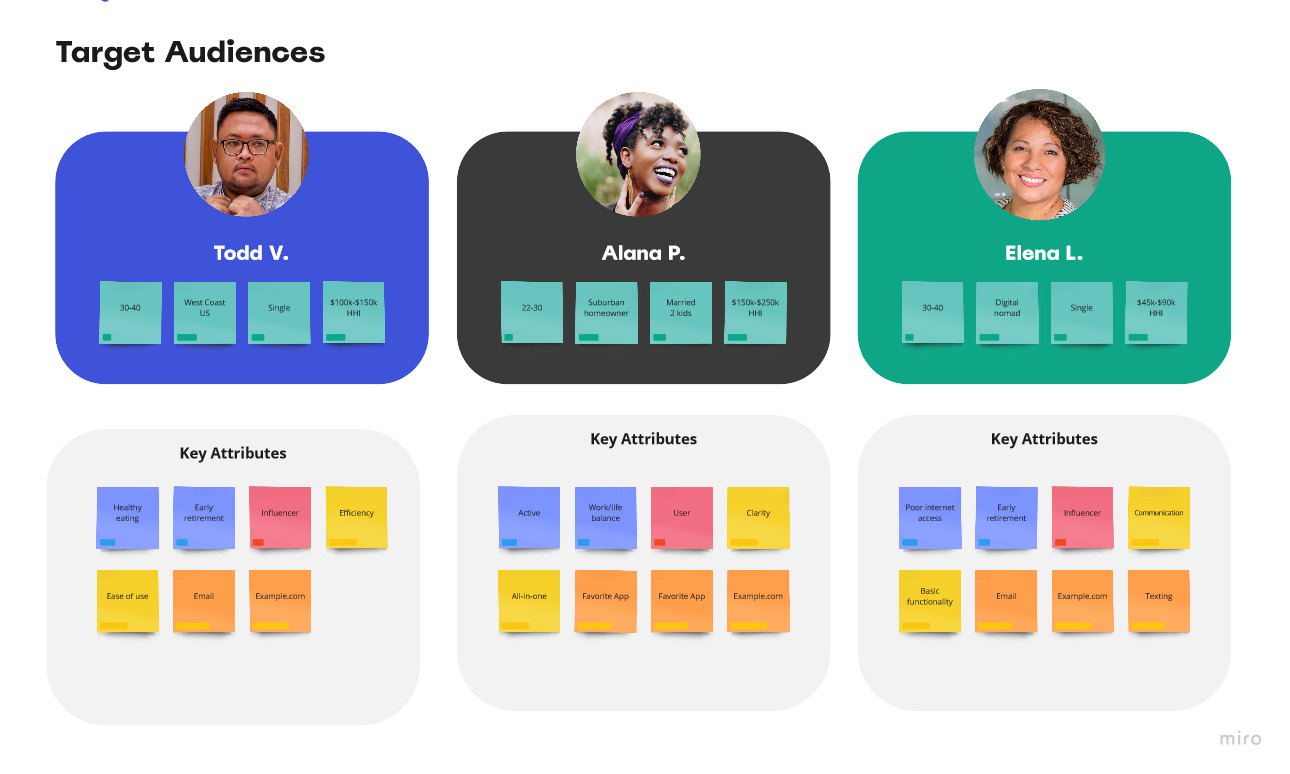 Target Audiences
Todd V.
30-40
West Coast
US
Single
$100k-$150k
HHI
Alana P.
22-30
Suburban
homeowner
Married
2 kids
$150k-$250k
HHI
Elena L.
30-40
Digital
nomad
Single
$45k-$90k
HHI
Key Attributes
Healthy
eating
Early
retirement
Influencer
Efficiency
Ease of use
Email
Example.com
Key Attributes
Active
Work/life
balance
User
Clarity
All-in-one
Favorite App
Favorite App
Example.com
Key Attributes
Poor internet
access
Early
retirement
Influencer
Communication
Basic
functionality
Email
Example.com
Texting
miro